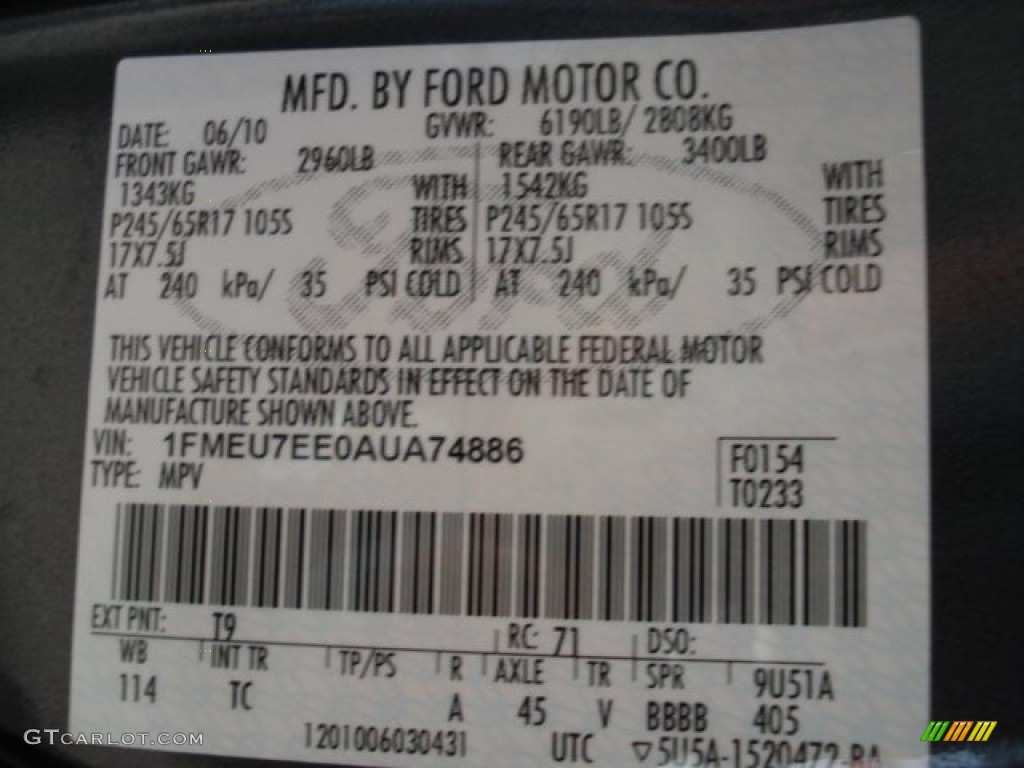 MFD. BY FORD MOTOR CO.
DATE: 06/10 GVWR: 6190LB/ 2808KG
FRONT GAWR: 2960LB REAR GAWR: 3400LB
1343KG WITH 1542KG WITH
P245/65R17 105S TIRES P245/65R17 105S TIRES
17X7.5J RIMS 17X7.5J RIMS
AT 240 kPa/ 35 PSI COLD AT 240 kPa/ 35 PSI COLD
THIS VEHICLE CONFORMS TO ALL APPLICABLE FEDERAL MOTOR
VEHICLE SAFETY STANDARDS IN EFFECT ON THE DATE OF
MANUFACTURE SHOWN ABOVE.
VIN: 1FMEU7EE0AUA74886
TYPE: MPV
F0154
T0233
EXT PNT: T9 RC: 71 DSO:
WB INT TR TP/PS R AXLE TR SPR 9U51A
114 TC A 45 V BBBB 405
1201006030431 UTC ▽5U5A-1520472-BA
GTCARLOT.COM